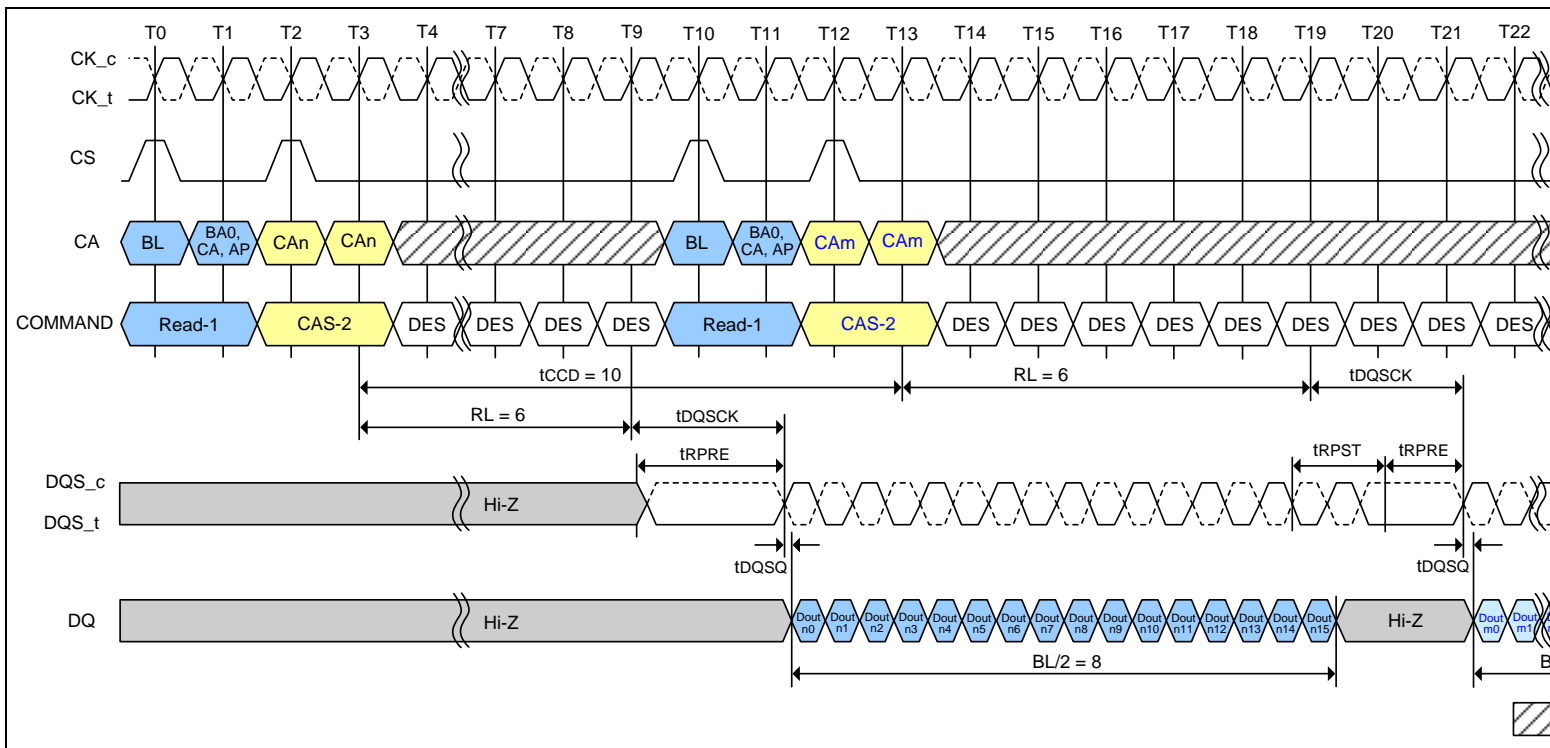 T0 T1 T2 T3 T4 T7 T8 T9 T10 T11 T12 T13 T14 T15 T16 T17 T18 T19 T20 T21 T22
CK_c
CK_t
CS
CA BL BA0, CA, AP CAn CAn BL BA0, CA, AP CAm CAm
COMMAND Read-1 CAS-2 DES DES DES DES Read-1 CAS-2 DES DES DES DES DES DES DES DES DES
tCCD = 10 RL = 6 tDQSCK
RL = 6 tDQSCK
tRPRE tRPST tRPRE
DQS_c
Hi-Z
DQS_t
tDQSQ tDQSQ
DQ Hi-Z Dout n0 Dout n1 Dout n2 Dout n3 Dout n4 Dout n5 Dout n6 Dout n7 Dout n8 Dout n9 Dout n10 Dout n11 Dout n12 Dout n13 Dout n14 Dout n15 Hi-Z Dout m0 Dout m1
BL/2 = 8